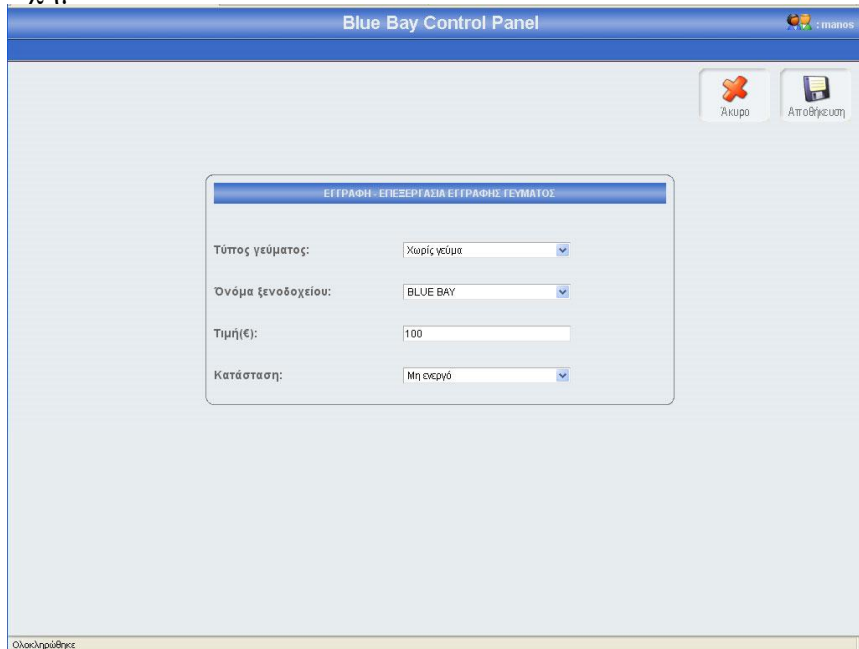 Blue Bay Control Panel
: manos
Άκυρο
Αποθήκευση
ΕΓΓΡΑΦΗ - ΕΠΕΞΕΡΓΑΣΙΑ ΕΓΓΡΑΦΗΣ ΓΕΥΜΑΤΟΣ
Τύπος γεύματος: Χωρίς γεύμα
Όνόμα ξενοδοχείου: BLUE BAY
Τιμή(€): 100
Κατάσταση: Μη ενεργό
Ολοκληρώθηκε